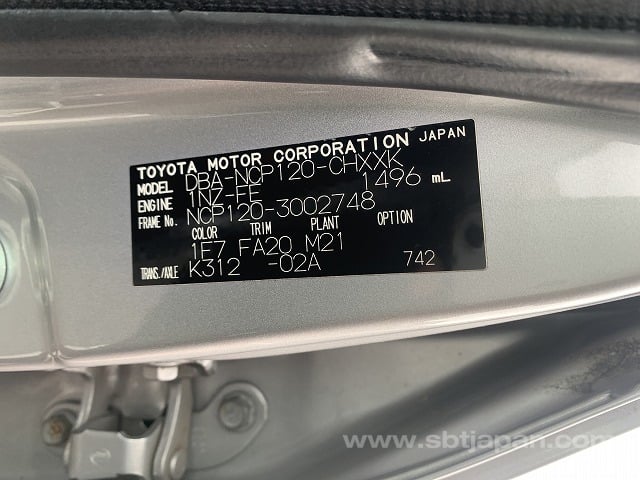 TOYOTA MOTOR CORPORATION JAPAN
MODEL DBA-NCP120-CHXXK
ENGINE 1NZ-FE 1496 mL
FRAME No. NCP120-3002748
COLOR TRIM PLANT OPTION
1F7 FA20 M21
TRANS./AXLE K312 -02A 742
www.sbtjapan.com